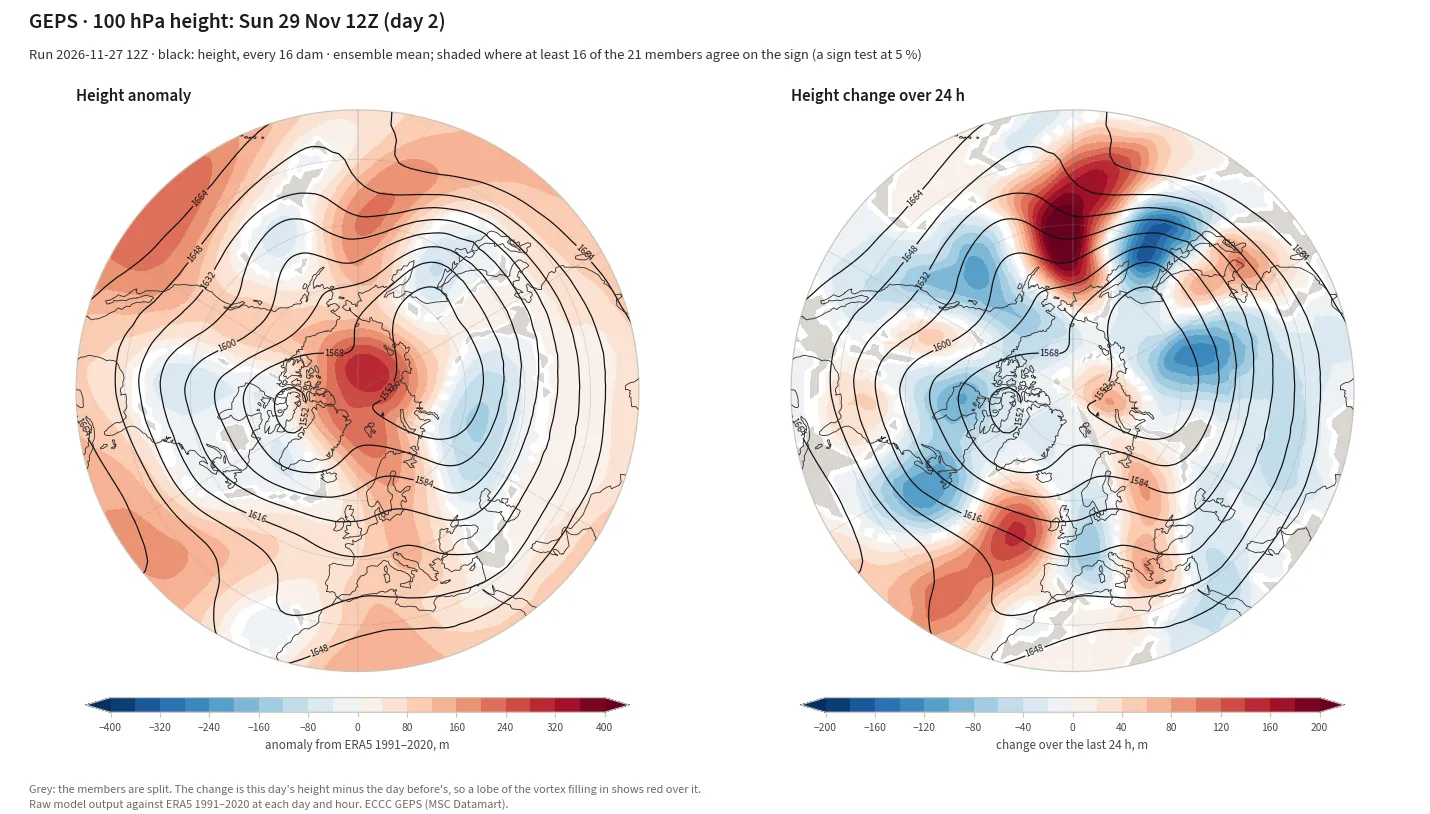 GEPS · 100 hPa height: Sun 29 Nov 12Z (day 2)
Run 2026-11-27 12Z · black: height, every 16 dam · ensemble mean; shaded where at least 16 of the 21 members agree on the sign (a sign test at 5 %)
Height anomaly
Height change over 24 h
1664
1648
1632
1600
1568
1552
1552
1584
1616
1648
1664
1648
1632
1600
1568
1552
1552
1584
1616
1648
−400 −320 −240 −160 −80 0 80 160 240 320 400
anomaly from ERA5 1991–2020, m
−200 −160 −120 −80 −40 0 40 80 120 160 200
change over the last 24 h, m
Grey: the members are split. The change is this day's height minus the day before's, so a lobe of the vortex filling in shows red over it.
Raw model output against ERA5 1991–2020 at each day and hour. ECCC GEPS (MSC Datamart).